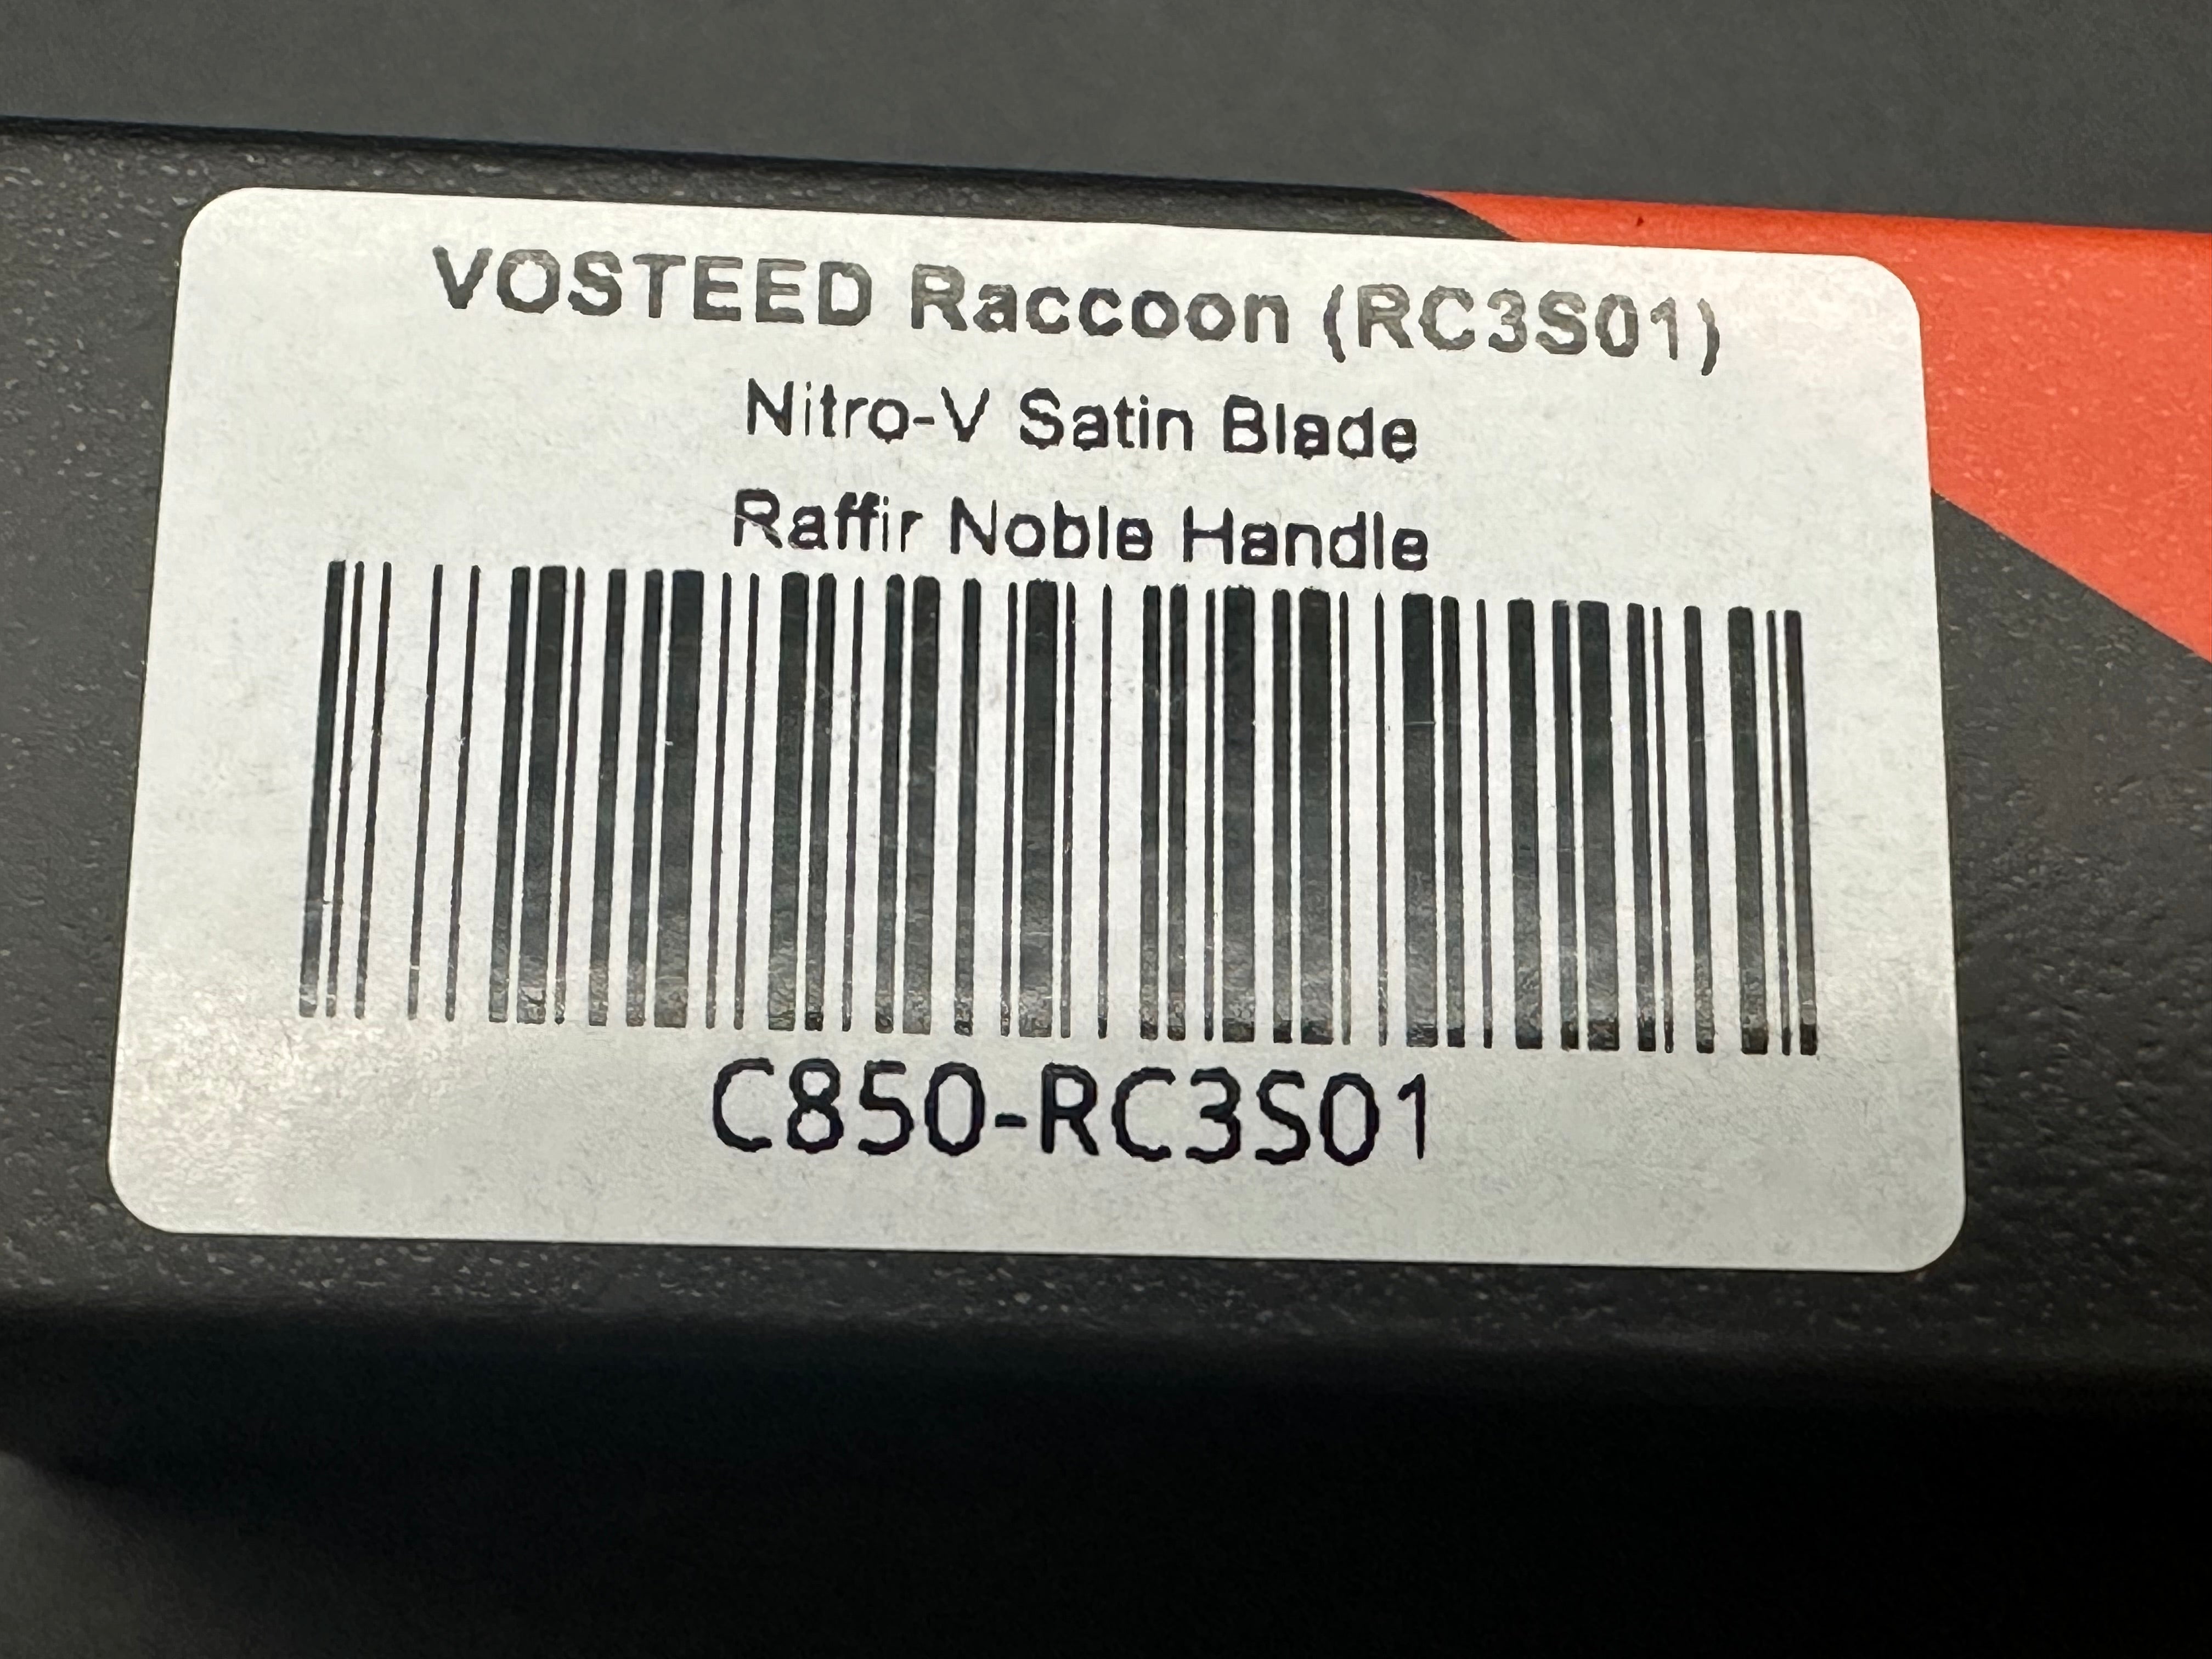 VOSTEED Raccoon (RC3S01)
Nitro-V Satin Blade
Raffir Noble Handle
C850-RC3S01